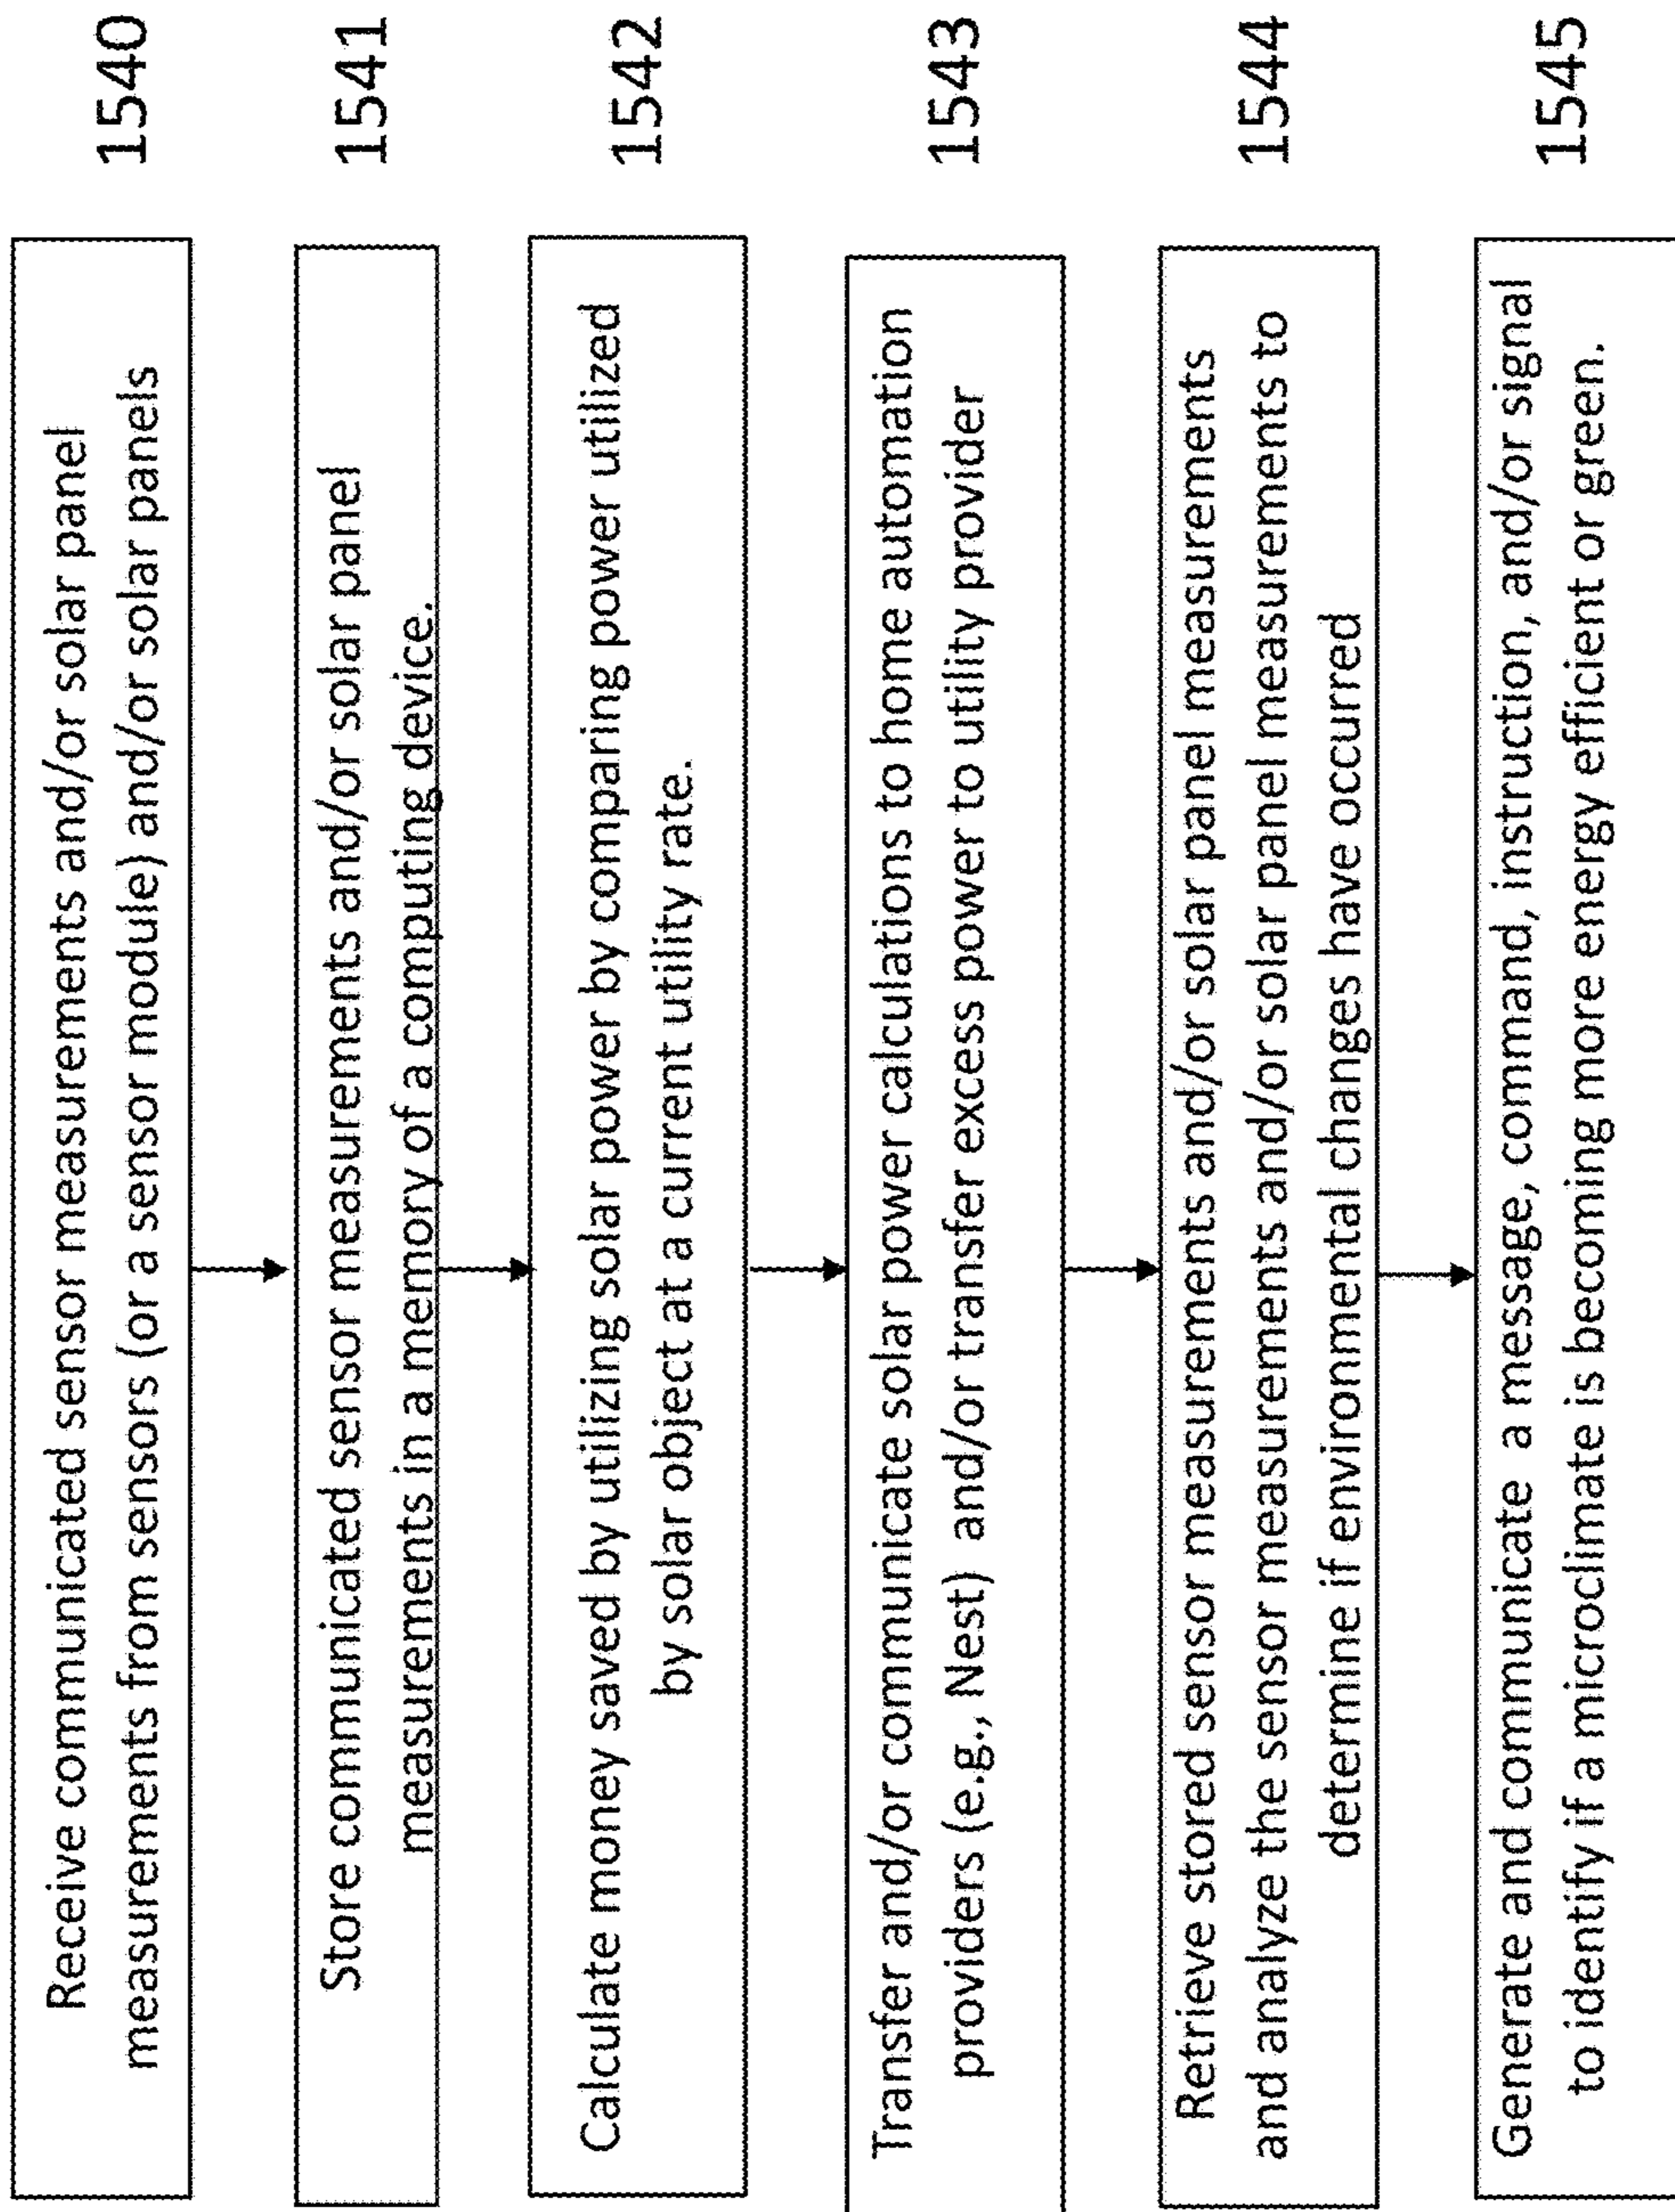 Receive communicated sensor measurements and/or solar panel
measurements from sensors (or a sensor module) and/or solar panels
1540
Store communicated sensor measurements and/or solar panel
measurements in a memory of a computing device.
1541
Calculate money saved by utilizing solar power by comparing power utilized
by solar object at a current utility rate.
1542
Transfer and/or communicate solar power calculations to home automation
providers (e.g., Nest) and/or transfer excess power to utility provider
1543
Retrieve stored sensor measurements and/or solar panel measurements
and analyze the sensor measurements and/or solar panel measurements to
determine if environmental changes have occurred
1544
Generate and communicate a message, command, instruction, and/or signal
to identify if a microclimate is becoming more energy efficient or green.
1545